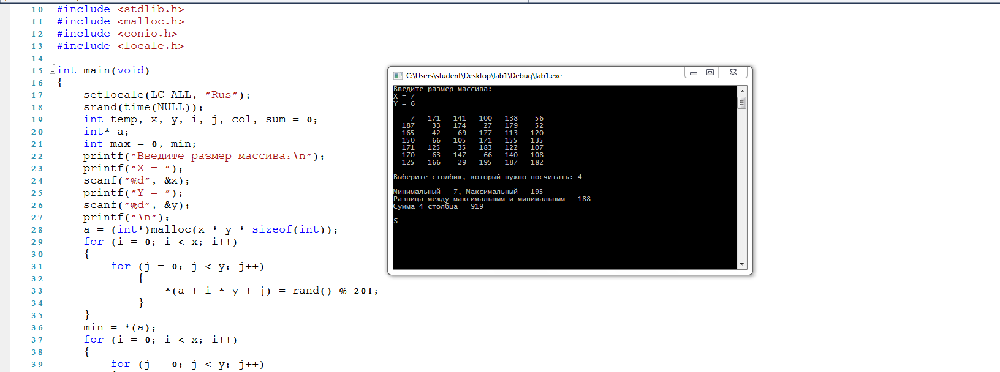 10 #include <stdlib.h>
11 #include <malloc.h>
12 #include <conio.h>
13 #include <locale.h>
14
15 int main(void)
16 {
17 setlocale(LC_ALL, "Rus");
18 srand(time(NULL));
19 int temp, x, y, i, j, col, sum = 0;
20 int* a;
21 int max = 0, min;
22 printf("Введите размер массива:\n");
23 printf("X = ");
24 scanf("%d", &x);
25 printf("Y = ");
26 scanf("%d", &y);
27 printf("\n");
28 a = (int*)malloc(x * y * sizeof(int));
29 for (i = 0; i < x; i++)
30 {
31 for (j = 0; j < y; j++)
32 {
33 *(a + i * y + j) = rand() % 201;
34 }
35 }
36 min = *(a);
37 for (i = 0; i < x; i++)
38 {
39 for (j = 0; j < y; j++)
C:\Users\student\Desktop\lab1\Debug\lab1.exe
Введите размер массива:
X = 7
Y = 6
7 171 141 100 138 56
187 33 174 27 179 52
165 42 69 177 113 120
150 66 105 171 155 135
171 125 35 183 122 107
170 63 147 66 140 108
125 166 29 195 187 182
Выберите столбик, который нужно посчитать: 4
Минимальный - 7, Максимальный - 195
Разница между максимальным и минимальным - 188
Сумма 4 столбца = 919
S